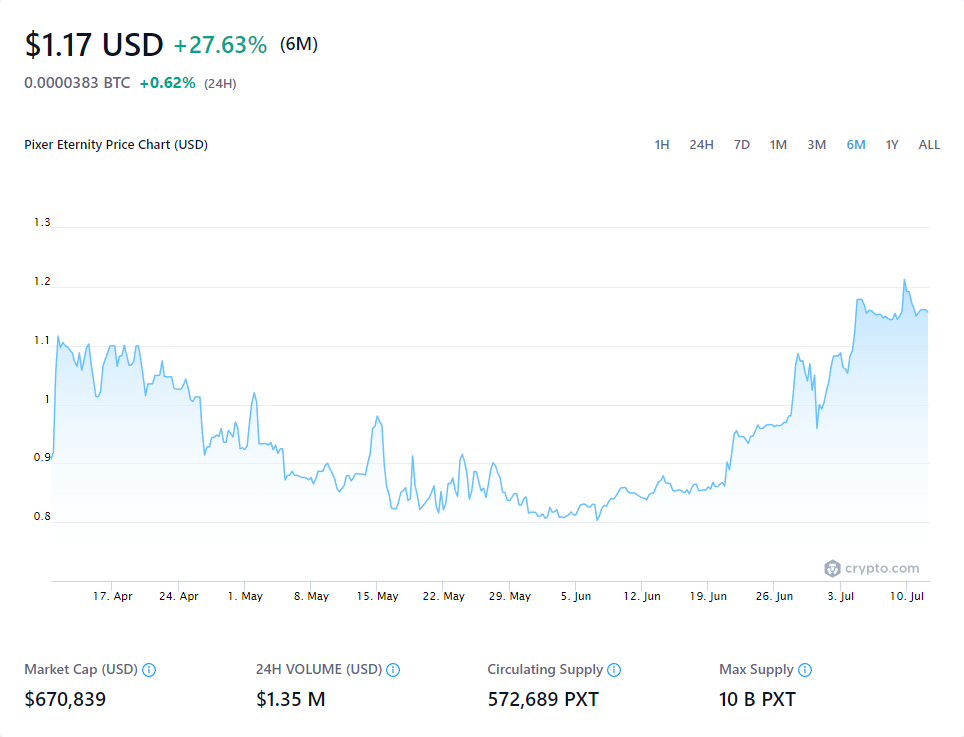 $1.17 USD +27.63% (6M)
0.0000383 BTC +0.62% (24H)
Pixer Eternity Price Chart (USD) 1H 24H 7D 1M 3M 6M 1Y ALL
1.3
1.2
1.1
1
0.9
0.8
crypto.com
17. Apr 24. Apr 1. May 8. May 15. May 22. May 29. May 5. Jun 12. Jun 19. Jun 26. Jun 3. Jul 10. Jul
Market Cap (USD) 24H VOLUME (USD) Circulating Supply Max Supply
$670,839 $1.35 M 572,689 PXT 10 B PXT